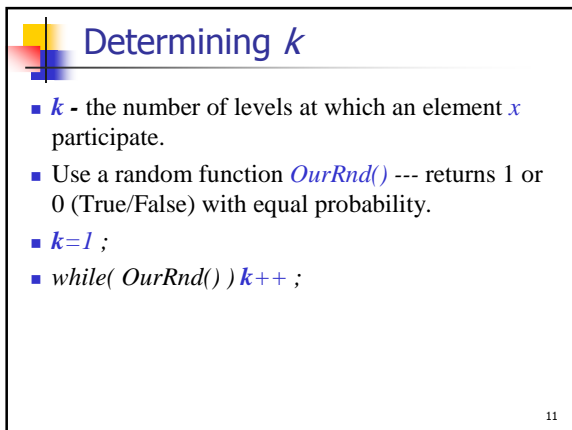 Determining k
k - the number of levels at which an element x
participate.
Use a random function OurRnd() --- returns 1 or
0 (True/False) with equal probability.
k=1 ;
while( OurRnd() ) k++ ;
11